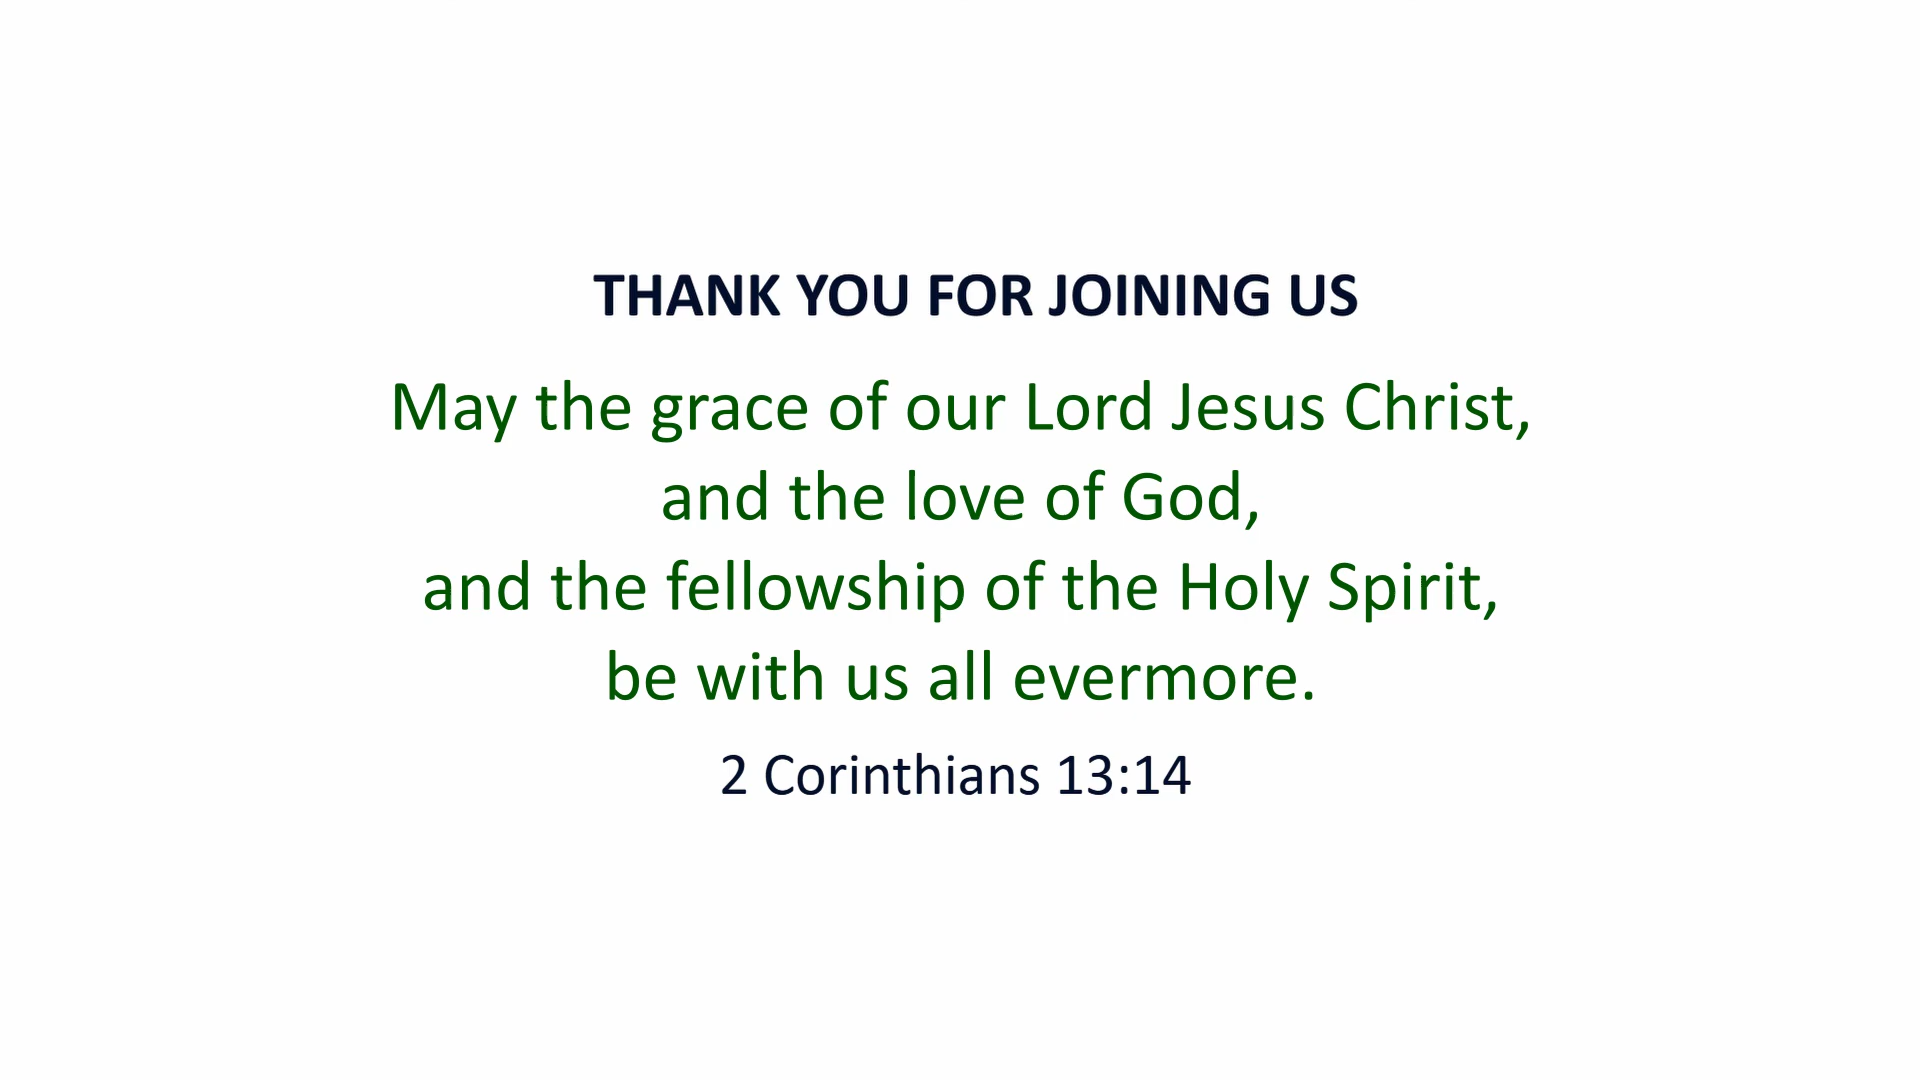 THANK YOU FOR JOINING US
May the grace of our Lord Jesus Christ,
and the love of God,
and the fellowship of the Holy Spirit,
be with us all evermore.
2 Corinthians 13:14